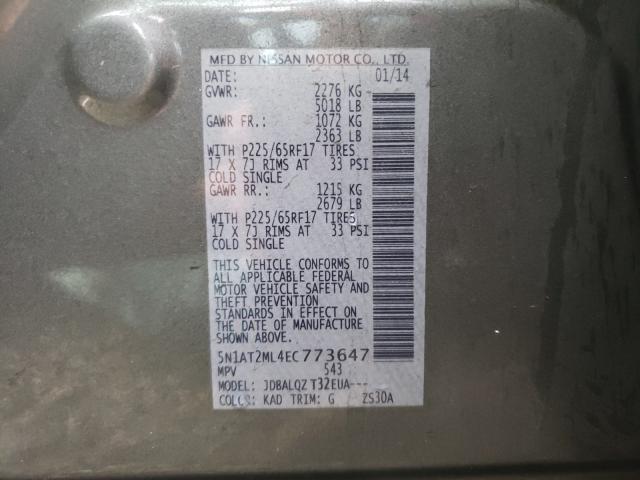 MFD BY NISSAN MOTOR CO., LTD.
DATE: 01/14
GVWR: 2276 KG
5018 LB
GAWR FR.: 1072 KG
2363 LB
WITH P225/65RF17 TIRES
17 X 7J RIMS AT 33 PSI
COLD SINGLE
GAWR RR.: 1215 KG
2679 LB
WITH P225/65RF17 TIRES
17 X 7J RIMS AT 33 PSI
COLD SINGLE
THIS VEHICLE CONFORMS TO
ALL APPLICABLE FEDERAL
MOTOR VEHICLE SAFETY AND
THEFT PREVENTION
STANDARDS IN EFFECT ON
THE DATE OF MANUFACTURE
SHOWN ABOVE.
5N1AT2ML4EC773647
MPV 543
MODEL: JDBALQZ T32EUA---
COLOR: KAD TRIM: G ZS30A